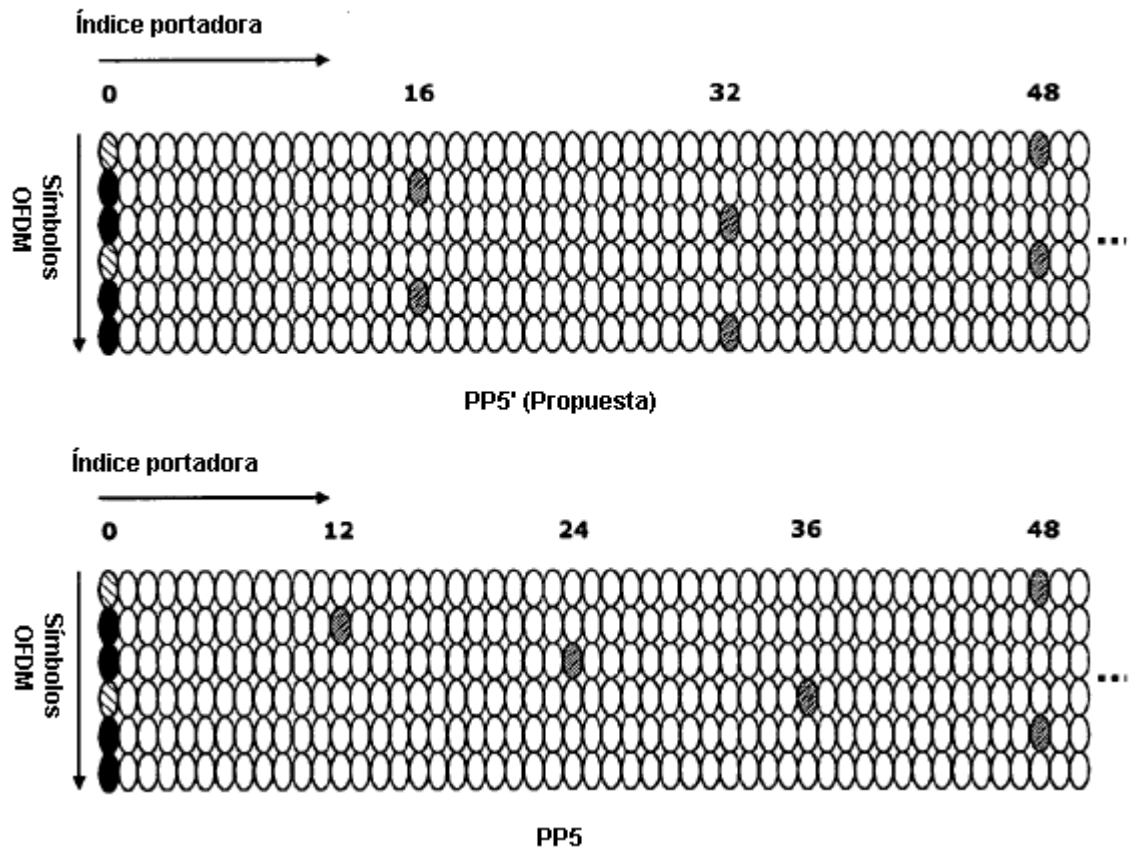 Índice portadora
0 16 32 48
Símbolos
OFDM
...
PP5' (Propuesta)
Índice portadora
0 12 24 36 48
Símbolos
OFDM
...
PP5